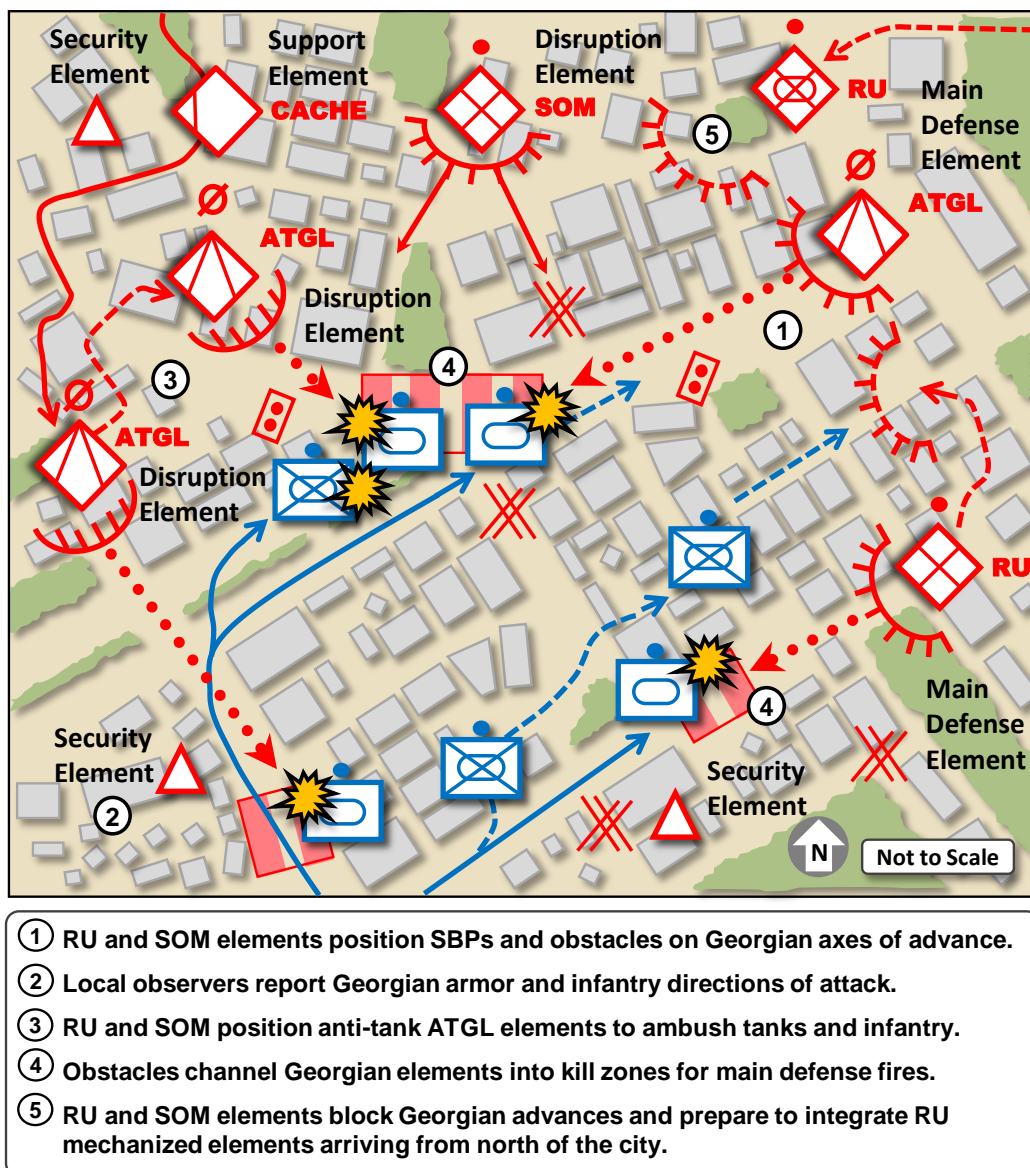 Security
Element
Support
Element
CACHE
Disruption
Element
SOM
RU
Main
Defense
Element
5
ATGL
ATGL
Disruption
Element
1
3
4
ATGL
Disruption
Element
RU
Security
Element
2
4
Main
Defense
Element
Security
Element
N
Not to Scale
1 RU and SOM elements position SBPs and obstacles on Georgian axes of advance.
2 Local observers report Georgian armor and infantry directions of attack.
3 RU and SOM position anti-tank ATGL elements to ambush tanks and infantry.
4 Obstacles channel Georgian elements into kill zones for main defense fires.
5 RU and SOM elements block Georgian advances and prepare to integrate RU
mechanized elements arriving from north of the city.